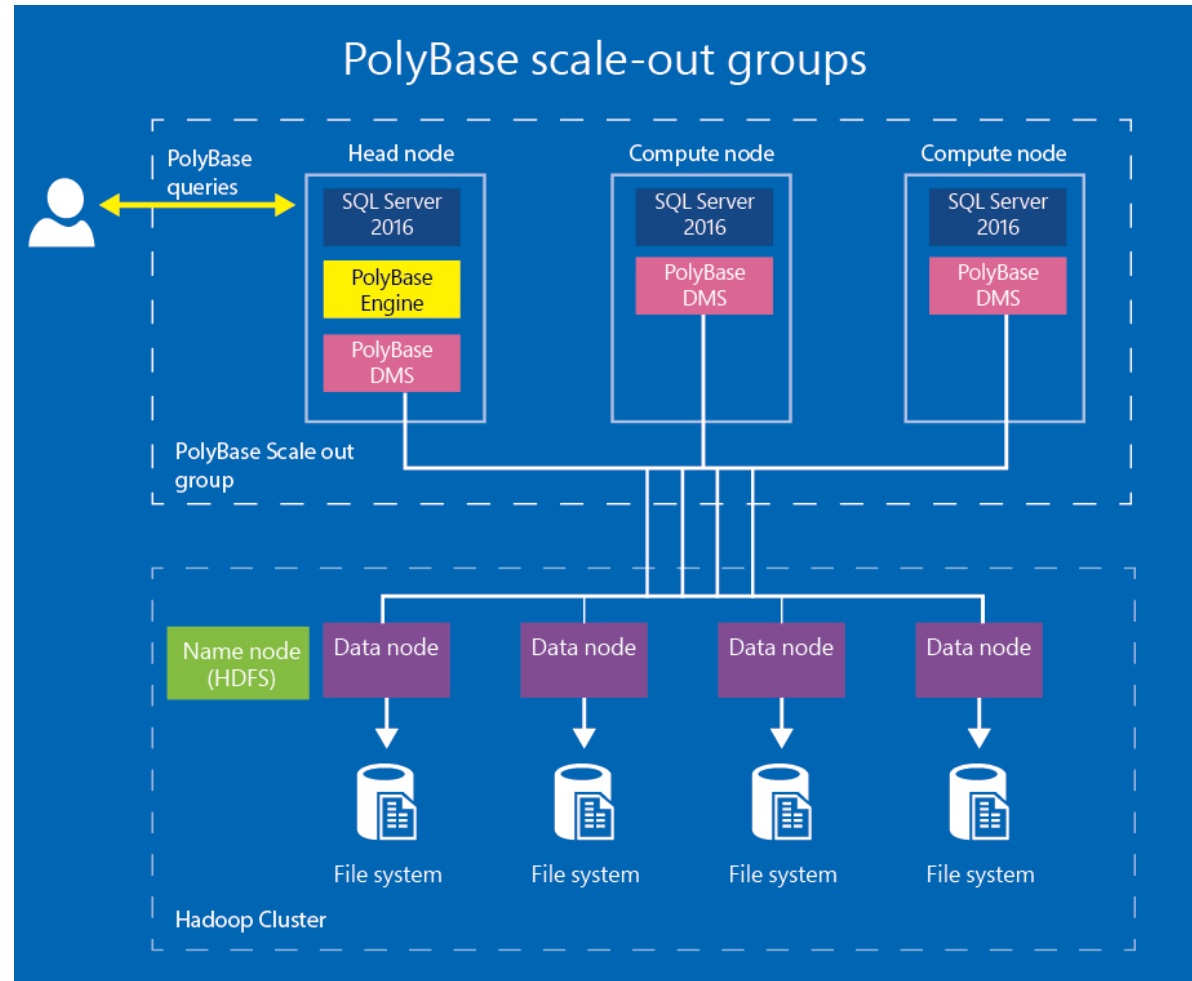 PolyBase scale-out groups
PolyBase
queries
Head node
Compute node
Compute node
SQL Server
2016
SQL Server
2016
SQL Server
2016
PolyBase
Engine
PolyBase
DMS
PolyBase
DMS
PolyBase
DMS
PolyBase Scale out
group
Name node
(HDFS)
Data node
Data node
Data node
Data node
File system
File system
File system
File system
Hadoop Cluster